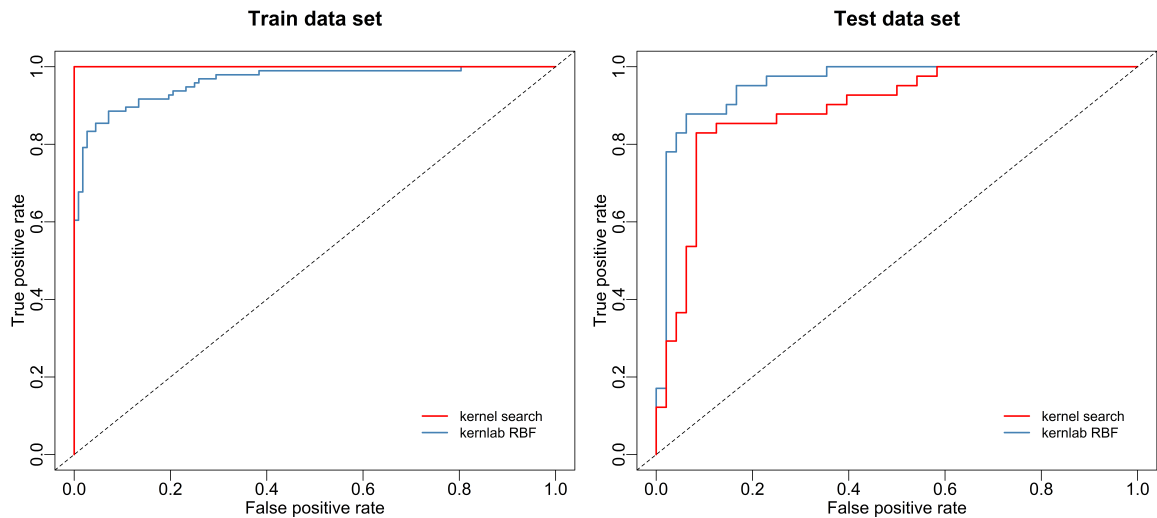 Train data set
True positive rate
1.0
0.8
0.6
0.4
0.2
0.0
kernel search
kernlab RBF
0.0 0.2 0.4 0.6 0.8 1.0
False positive rate
Test data set
True positive rate
1.0
0.8
0.6
0.4
0.2
0.0
kernel search
kernlab RBF
0.0 0.2 0.4 0.6 0.8 1.0
False positive rate